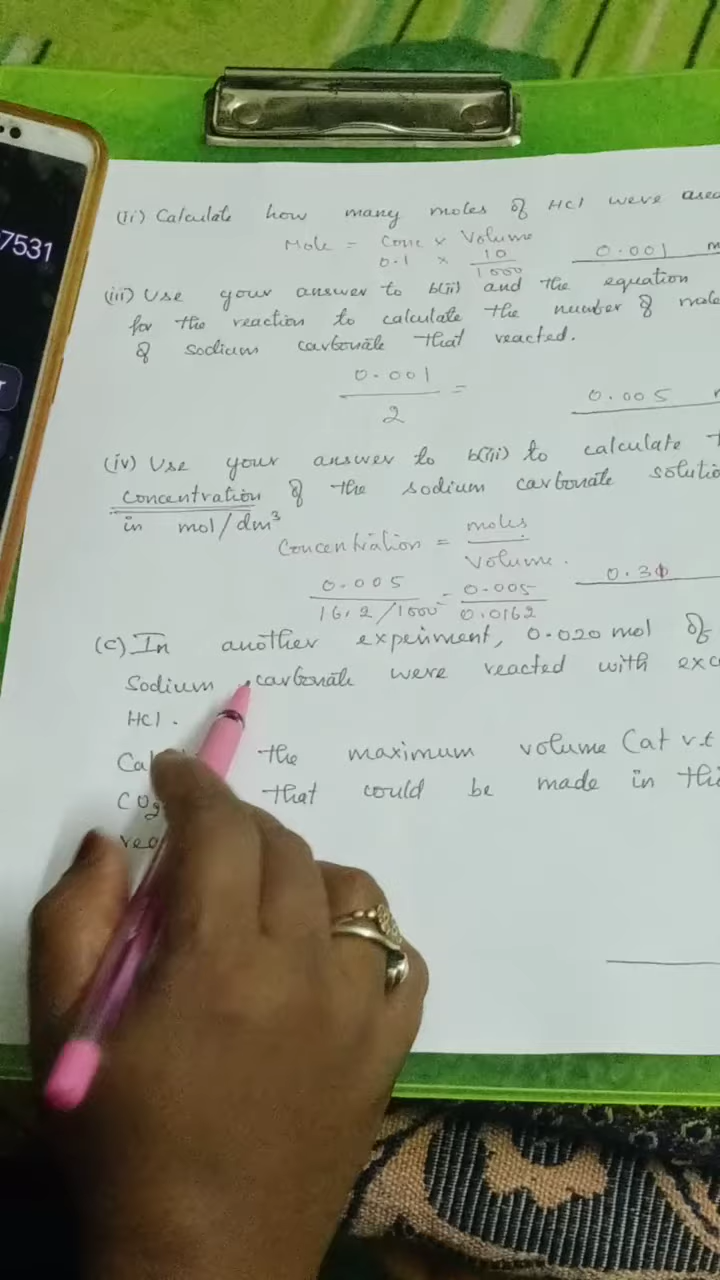 7531
(ii) Calculate how many moles of HCl were
Mole = Conc × Volume
0.1 × 10/1000
0.001
(iii) Use your answer to b(ii) and the equation
for the reaction to calculate the number of
of sodium carbonate that reacted.
0.001/2 =
0.005
(iv) Use your answer to b(iii) to calculate
concentration of the sodium carbonate
in mol/dm³
Concentration = moles/Volume.
0.31
0.005/16.2/1000 = 0.005/0.0162
(c) In another experiment, 0.020 mol of
Sodium carbonate were reacted with
HCl.
the maximum volume (at
CO₂ that could be made in